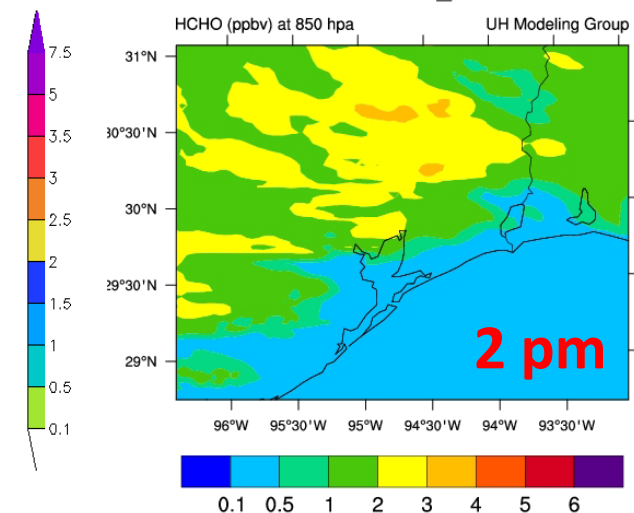 HCHO (ppbv) at 850 hpa
UH Modeling Group
7.5
5
3.5
3
2.5
2
1.5
1
0.5
0.1
31°N
30°30'N
30°N
29°30'N
29°N
2 pm
96°W
95°30'W
95°W
94°30'W
94°W
93°30'W
0.1 0.5 1 2 3 4 5 6